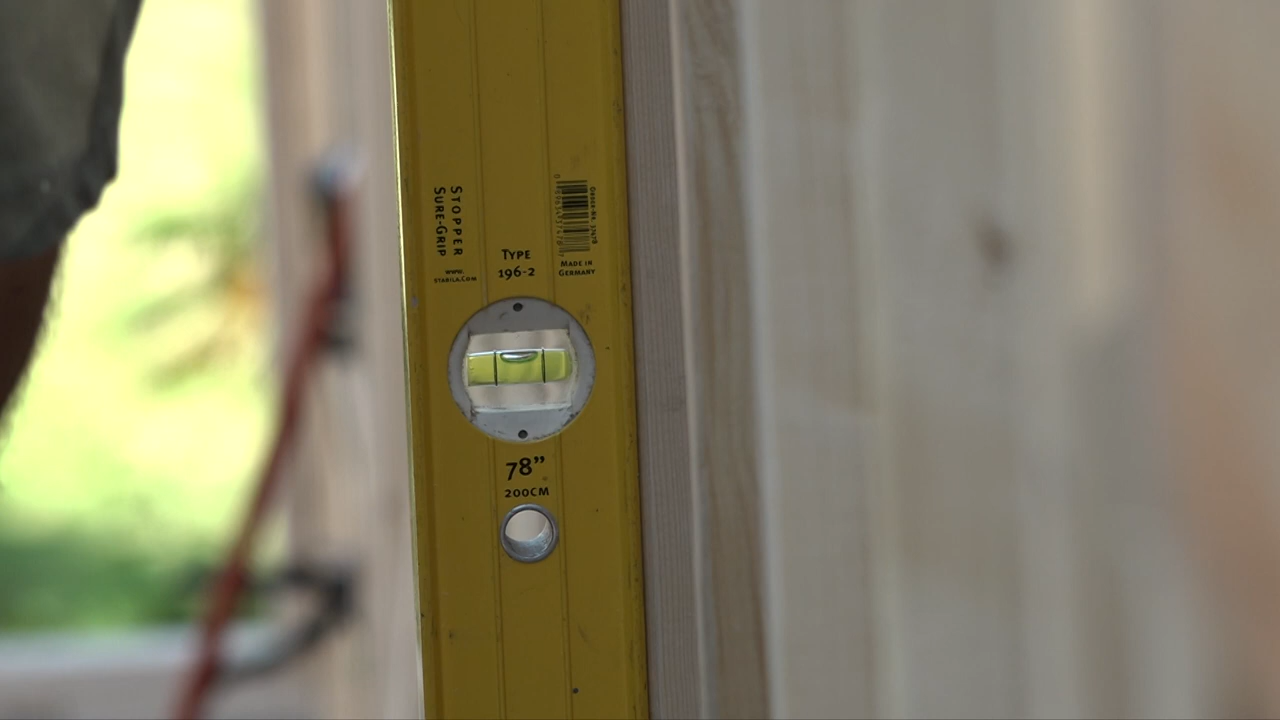 STOPPER
SURE-GRIP
www.
STABILA.COM
TYPE
196-2
MADE IN
GERMANY
78”
200CM